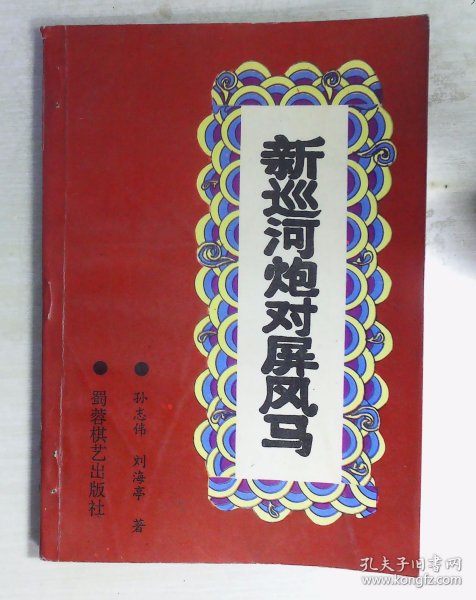 新巡河炮对屏风马
●孙志伟 刘海亭 著
●蜀蓉棋艺出版社
孔夫子旧书网
www.kongfz.com